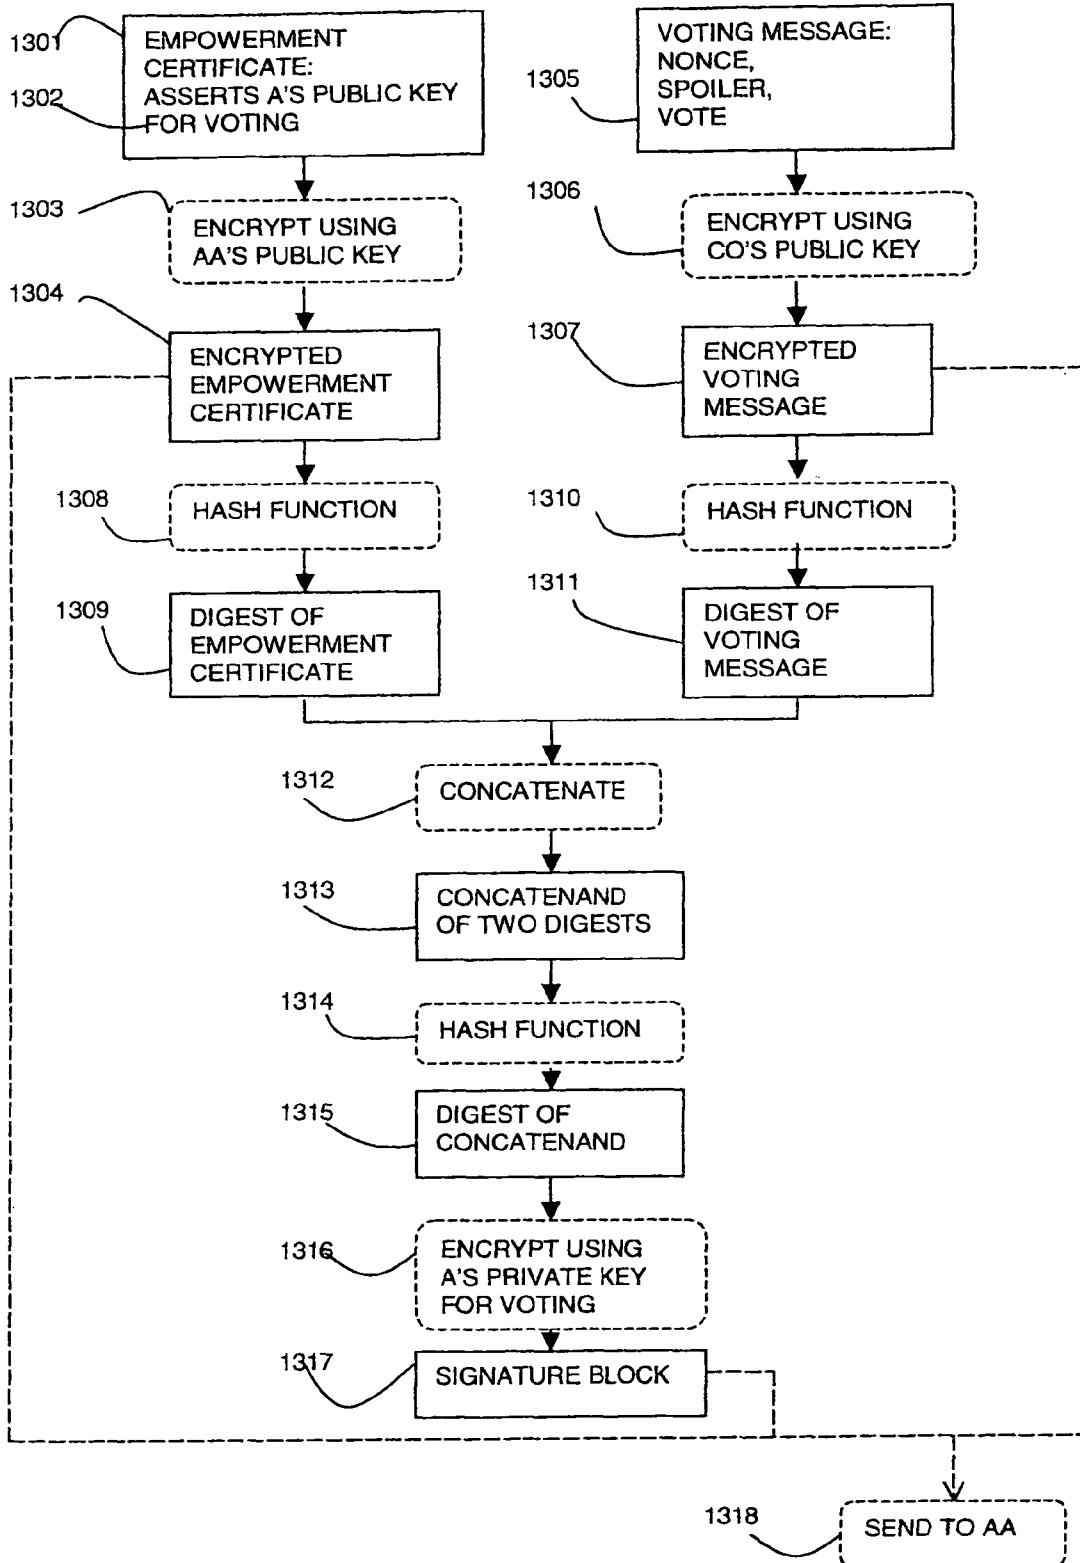 1301
EMPOWERMENT
CERTIFICATE:
1302
ASSERTS A'S PUBLIC KEY
FOR VOTING
1305
VOTING MESSAGE:
NONCE,
SPOILER,
VOTE
1303
ENCRYPT USING
AA'S PUBLIC KEY
1306
ENCRYPT USING
CO'S PUBLIC KEY
1304
ENCRYPTED
EMPOWERMENT
CERTIFICATE
1307
ENCRYPTED
VOTING
MESSAGE
1308
HASH FUNCTION
1310
HASH FUNCTION
1309
DIGEST OF
EMPOWERMENT
CERTIFICATE
1311
DIGEST OF
VOTING
MESSAGE
1312
CONCATENATE
1313
CONCATENAND
OF TWO DIGESTS
1314
HASH FUNCTION
1315
DIGEST OF
CONCATENAND
1316
ENCRYPT USING
A'S PRIVATE KEY
FOR VOTING
1317
SIGNATURE BLOCK
1318
SEND TO AA